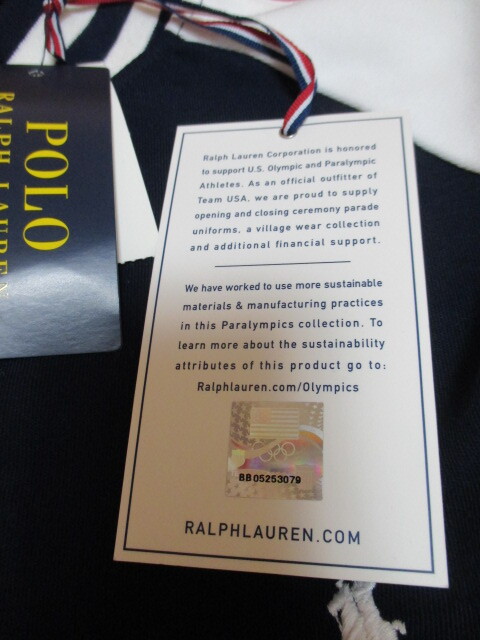 POLO
RALPH LAUREN
Ralph Lauren Corporation is honored
to support U.S. Olympic and Paralympic
Athletes. As an official outfitter of
Team USA, we are proud to supply
opening and closing ceremony parade
uniforms, a village wear collection
and additional financial support.
We have worked to use more sustainable
materials & manufacturing practices
in this Paralympics collection. To
learn more about the sustainability
attributes of this product go to:
Ralphlauren.com/Olympics
BB05253079
RALPHLAUREN.COM